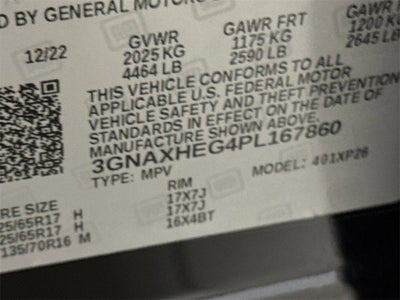 D BY GENERAL MOTORS
12/22 GVWR GAWR FRT GAWR
2025 KG 1175 KG 1200 KG
4464 LB 2590 LB 2645 LB
THIS VEHICLE CONFORMS TO ALL
APPLICABLE U.S. FEDERAL MOTOR
VEHICLE SAFETY AND THEFT PREVENTION
STANDARDS IN EFFECT ON THE DATE OF
MANUFACTURE SHOWN ABOVE.
3GNAXHEG4PL167860
TYPE: MPV MODEL: 401XP26
RE SIZE RIM
25/65R17 H 17X7J
25/65R17 H 17X7J
135/70R16 M 16X4BT